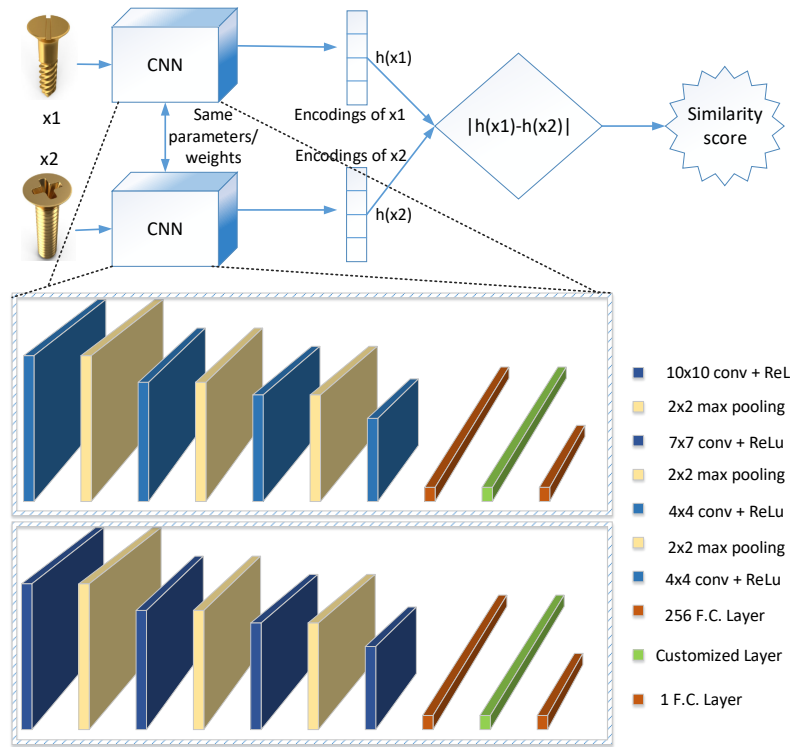 CNN
h(x1)
x1
Encodings of x1
Same
parameters/
weights
|h(x1)-h(x2)|
Similarity
score
x2
Encodings of x2
CNN
h(x2)
10x10 conv + ReL
2x2 max pooling
7x7 conv + ReLu
2x2 max pooling
4x4 conv + ReLu
2x2 max pooling
4x4 conv + ReLu
256 F.C. Layer
Customized Layer
1 F.C. Layer